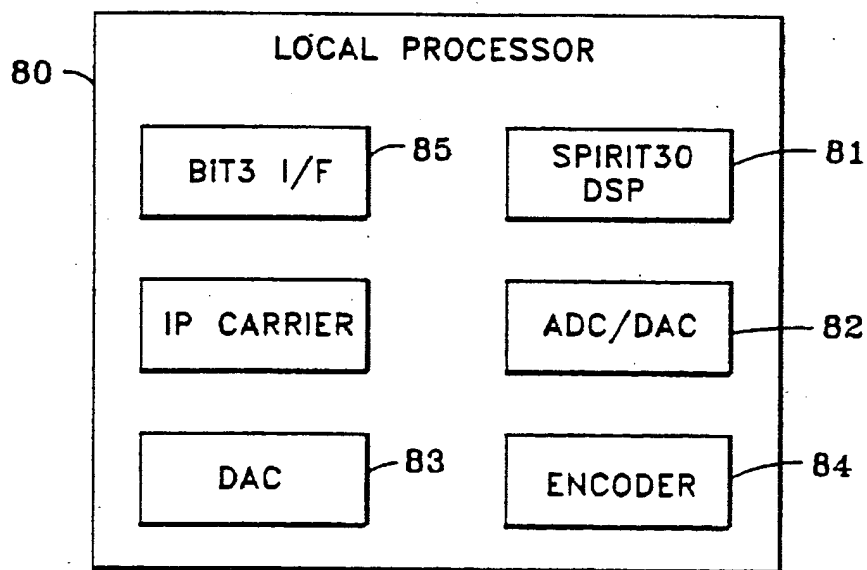 LOCAL PROCESSOR
80
BIT3 I/F
85
SPIRIT30
DSP
81
IP CARRIER
ADC/DAC
82
DAC
83
ENCODER
84